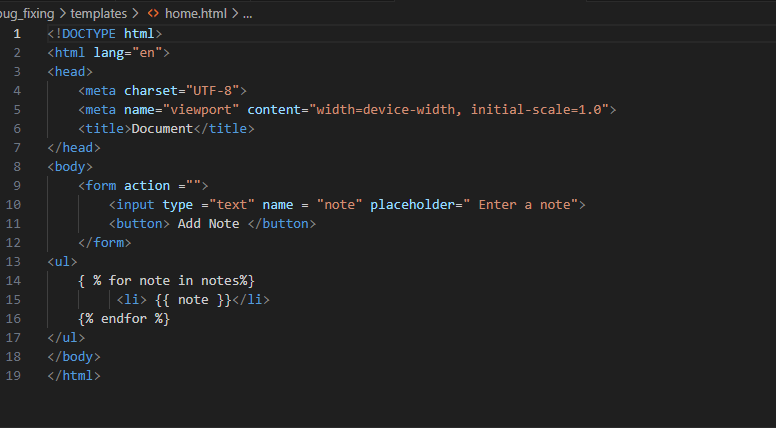 bug_fixing > templates > <> home.html > ...
1 <!DOCTYPE html>
2 <html lang="en">
3 <head>
4     <meta charset="UTF-8">
5     <meta name="viewport" content="width=device-width, initial-scale=1.0">
6     <title>Document</title>
7 </head>
8 <body>
9     <form action ="">
10         <input type ="text" name = "note" placeholder=" Enter a note">
11         <button> Add Note </button>
12     </form>
13 <ul>
14     { % for note in notes%}
15          <li> {{ note }}</li>
16     {% endfor %}
17 </ul>
18 </body>
19 </html>